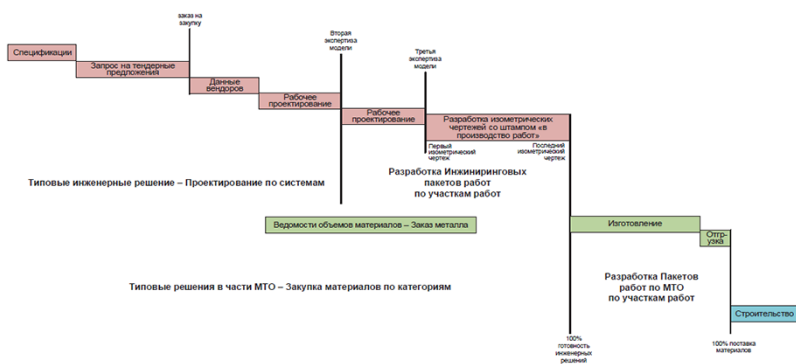 заказ на
закупку
Вторая
экспертиза
модели
Третья
экспертиза
модели
Спецификации
Запрос на тендерные
предложения
Данные
вендоров
Рабочее
проектирование
Рабочее
проектирование
Разработка изометрических
чертежей со штампом «в
производство работ»
Первый
изометрический
чертеж
Последний
изометрический
чертеж
Типовые инженерные решение – Проектирование по системам
Разработка Инжиниринговых
пакетов работ
по участкам работ
Ведомости объемов материалов – Заказ металла
Изготовление
Отгр-
узка
Типовые решения в части МТО – Закупка материалов по категориям
Разработка Пакетов
работ по МТО
по участкам работ
Строительство
100%
готовность
инженерных
решений
100% поставка
материалов